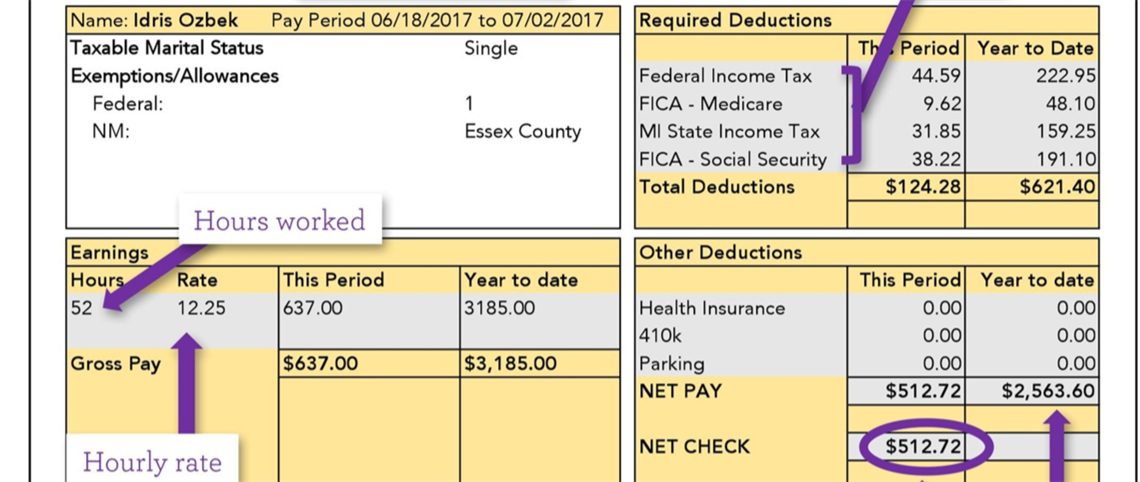 Name: Idris Ozbek Pay Period 06/18/2017 to 07/02/2017
Taxable Marital Status Single
Exemptions/Allowances
Federal: 1
NM: Essex County
Required Deductions
This Period Year to Date
Federal Income Tax 44.59 222.95
FICA - Medicare 9.62 48.10
MI State Income Tax 31.85 159.25
FICA - Social Security 38.22 191.10
Total Deductions $124.28 $621.40
Hours worked
Earnings
Hours Rate This Period Year to date
52 12.25 637.00 3185.00
Gross Pay $637.00 $3,185.00
Hourly rate
Other Deductions
This Period Year to date
Health Insurance 0.00 0.00
410k 0.00 0.00
Parking 0.00 0.00
NET PAY $512.72 $2,563.60
NET CHECK $512.72